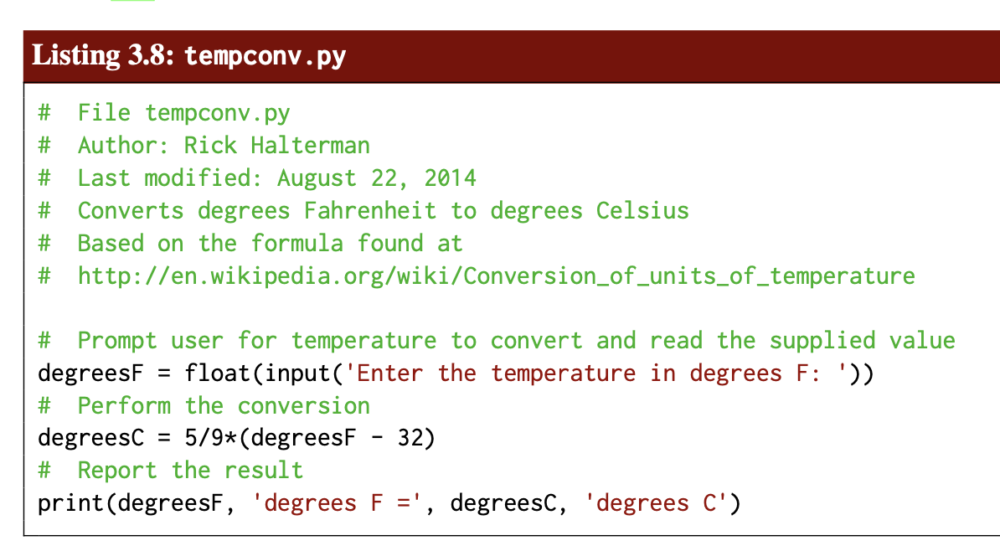 Listing 3.8: tempconv.py
#  File tempconv.py
#  Author: Rick Halterman
#  Last modified: August 22, 2014
#  Converts degrees Fahrenheit to degrees Celsius
#  Based on the formula found at
#  http://en.wikipedia.org/wiki/Conversion_of_units_of_temperature
#  Prompt user for temperature to convert and read the supplied value
degreesF = float(input('Enter the temperature in degrees F: '))
#  Perform the conversion
degreesC = 5/9*(degreesF - 32)
#  Report the result
print(degreesF, 'degrees F =', degreesC, 'degrees C')